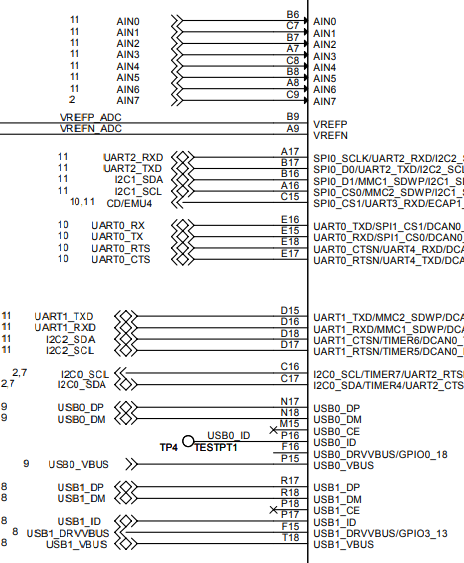 11 AIN0 B6 AIN0
11 AIN1 C7 AIN1
11 AIN2 B7 AIN2
11 AIN3 A7 AIN3
11 AIN4 C8 AIN4
11 AIN5 B8 AIN5
11 AIN6 A8 AIN6
2 AIN7 C9 AIN7
VREFP_ADC B9 VREFP
VREFN_ADC A9 VREFN
11 UART2_RXD A17 SPI0_SCLK/UART2_RXD/I2C2_
11 UART2_TXD B17 SPI0_D0/UART2_TXD/I2C2_SCL
11 I2C1_SDA B16 SPI0_D1/MMC1_SDWP/I2C1_S
11 I2C1_SCL A16 SPI0_CS0/MMC2_SDWP/I2C1_
10,11 CD/EMU4 C15 SPI0_CS1/UART3_RXD/ECAP1_
10 UART0_RX E16 UART0_TXD/SPI1_CS1/DCAN0
10 UART0_TX E15 UART0_RXD/SPI1_CS0/DCAN0
10 UART0_RTS E18 UART0_CTSN/UART4_RXD/DCA
10 UART0_CTS E17 UART0_RTSN/UART4_TXD/DCA
11 UART1_TXD D15 UART1_TXD/MMC2_SDWP/DCA
11 UART1_RXD D16 UART1_RXD/MMC1_SDWP/DCA
11 I2C2_SDA D18 UART1_CTSN/TIMER6/DCAN0_
11 I2C2_SCL D17 UART1_RTSN/TIMER5/DCAN0_
2,7 I2C0_SCL C16 I2C0_SCL/TIMER7/UART2_RTS
2,7 I2C0_SDA C17 I2C0_SDA/TIMER4/UART2_CTS
9 USB0_DP N17 USB0_DP
9 USB0_DM N18 USB0_DM
M15 USB0_CE
TP4 TESTPT1 USB0_ID P16 USB0_ID
F16 USB0_DRVVBUS/GPIO0_18
9 USB0_VBUS P15 USB0_VBUS
8 USB1_DP R17 USB1_DP
8 USB1_DM R18 USB1_DM
P18 USB1_CE
8 USB1_ID P17 USB1_ID
8 USB1_DRVVBUS F15 USB1_DRVVBUS/GPIO3_13
8 USB1_VBUS T18 USB1_VBUS